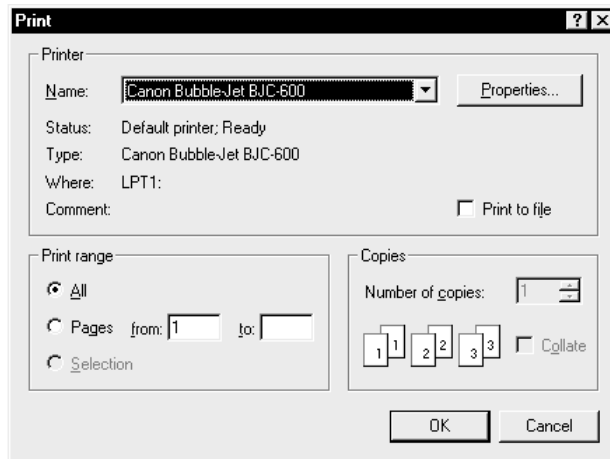 Print
Printer
Name: Canon Bubble-Jet BJC-600 Properties...
Status: Default printer; Ready
Type: Canon Bubble-Jet BJC-600
Where: LPT1:
Comment: Print to file
Print range
All
Pages from: 1 to:
Selection
Copies
Number of copies: 1
1 1 2 2 3 3 Collate
OK Cancel